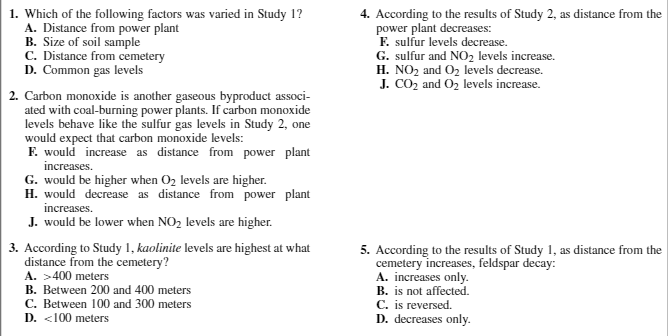 1. Which of the following factors was varied in Study 1?
A. Distance from power plant
B. Size of soil sample
C. Distance from cemetery
D. Common gas levels
2. Carbon monoxide is another gaseous byproduct associ-
ated with coal-burning power plants. If carbon monoxide
levels behave like the sulfur gas levels in Study 2, one
would expect that carbon monoxide levels:
F. would increase as distance from power plant
increases.
G. would be higher when O₂ levels are higher.
H. would decrease as distance from power plant
increases.
J. would be lower when NO₂ levels are higher.
3. According to Study 1, kaolinite levels are highest at what
distance from the cemetery?
A. >400 meters
B. Between 200 and 400 meters
C. Between 100 and 300 meters
D. <100 meters
4. According to the results of Study 2, as distance from the
power plant decreases:
F. sulfur levels decrease.
G. sulfur and NO₂ levels increase.
H. NO₂ and O₂ levels decrease.
J. CO₂ and O₂ levels increase.
5. According to the results of Study 1, as distance from the
cemetery increases, feldspar decay:
A. increases only.
B. is not affected.
C. is reversed.
D. decreases only.